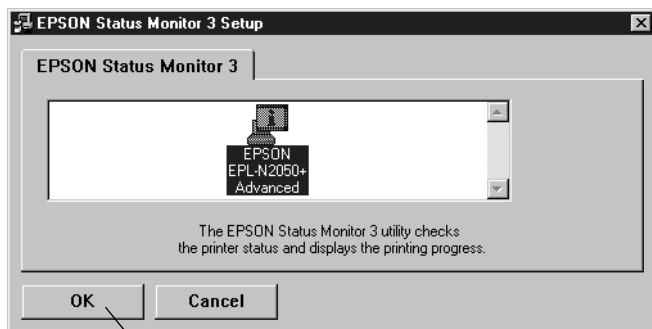 EPSON Status Monitor 3 Setup
EPSON Status Monitor 3
EPSON
EPL-N2050+
Advanced
The EPSON Status Monitor 3 utility checks
the printer status and displays the printing progress.
OK
Cancel